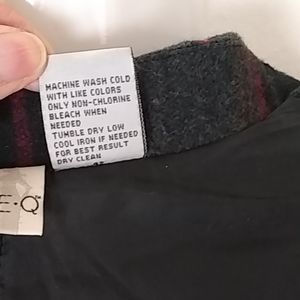 MACHINE WASH COLD
WITH LIKE COLORS
ONLY NON-CHLORINE
BLEACH WHEN
NEEDED
TUMBLE DRY LOW
COOL IRON IF NEEDED
FOR BEST RESULT
DRY CLEAN
E·Q